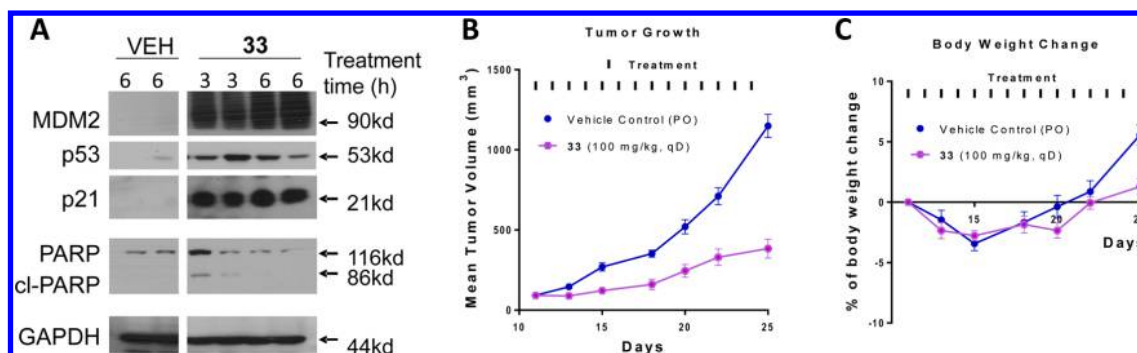 A
VEH 33
6 6 3 3 6 6
Treatment
time (h)
MDM2
90kd
p53
53kd
p21
21kd
PARP
116kd
cl-PARP
86kd
GAPDH
44kd
B
Tumor Growth
Treatment
Mean Tumor Volume (mm³)
1500
1000
500
0
Vehicle Control (PO)
33 (100 mg/kg, qD)
10 15 20 25
Days
C
Body Weight Change
Treatment
% of body weight change
10
5
0
-5
-10
Vehicle Control (PO)
33 (100 mg/kg, qD)
15 20
Days